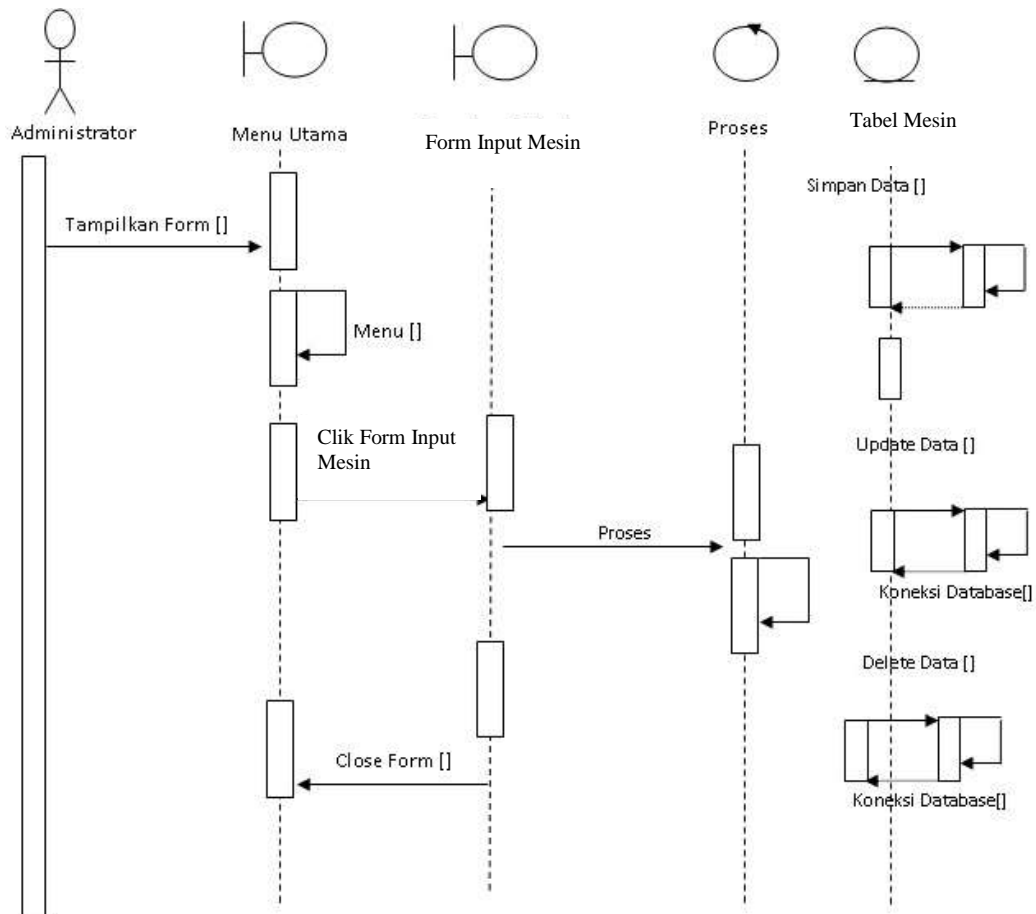 Administrator
Menu Utama
Form Input Mesin
Proses
Tabel Mesin
Simpan Data []
Tampilkan Form []
Menu []
Clik Form Input
Mesin
Update Data []
Proses
Koneksi Database[]
Delete Data []
Close Form []
Koneksi Database[]